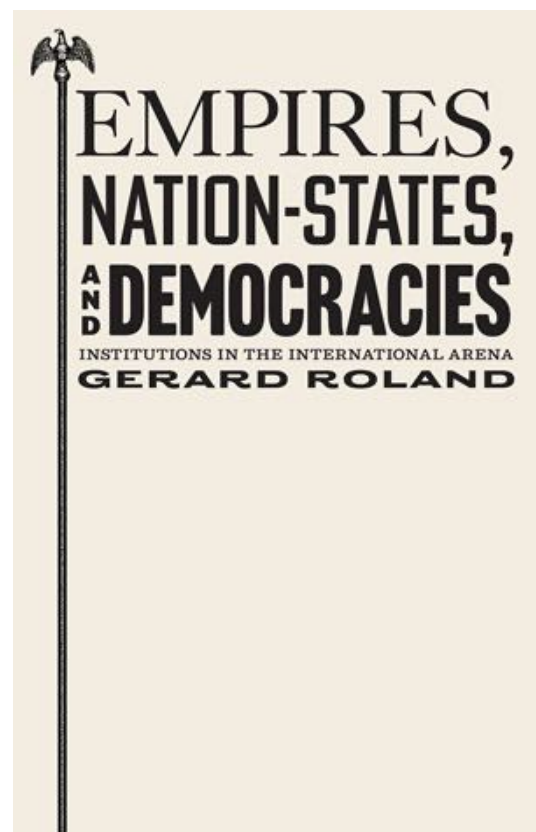 EMPIRES,
NATION-STATES,
AND DEMOCRACIES
INSTITUTIONS IN THE INTERNATIONAL ARENA
GERARD ROLAND